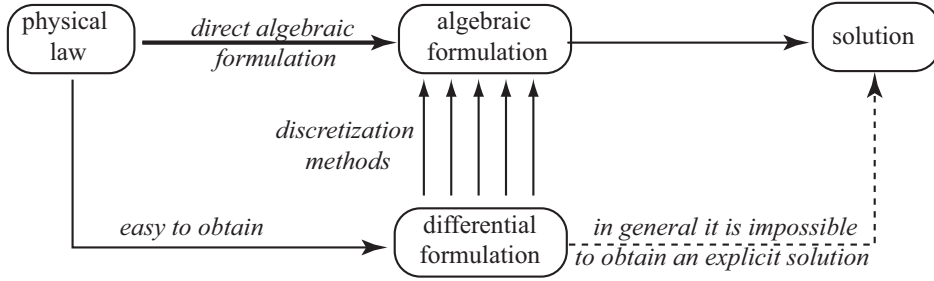 physical
law
direct algebraic
formulation
algebraic
formulation
solution
discretization
methods
easy to obtain
differential
formulation
in general it is impossible
to obtain an explicit solution